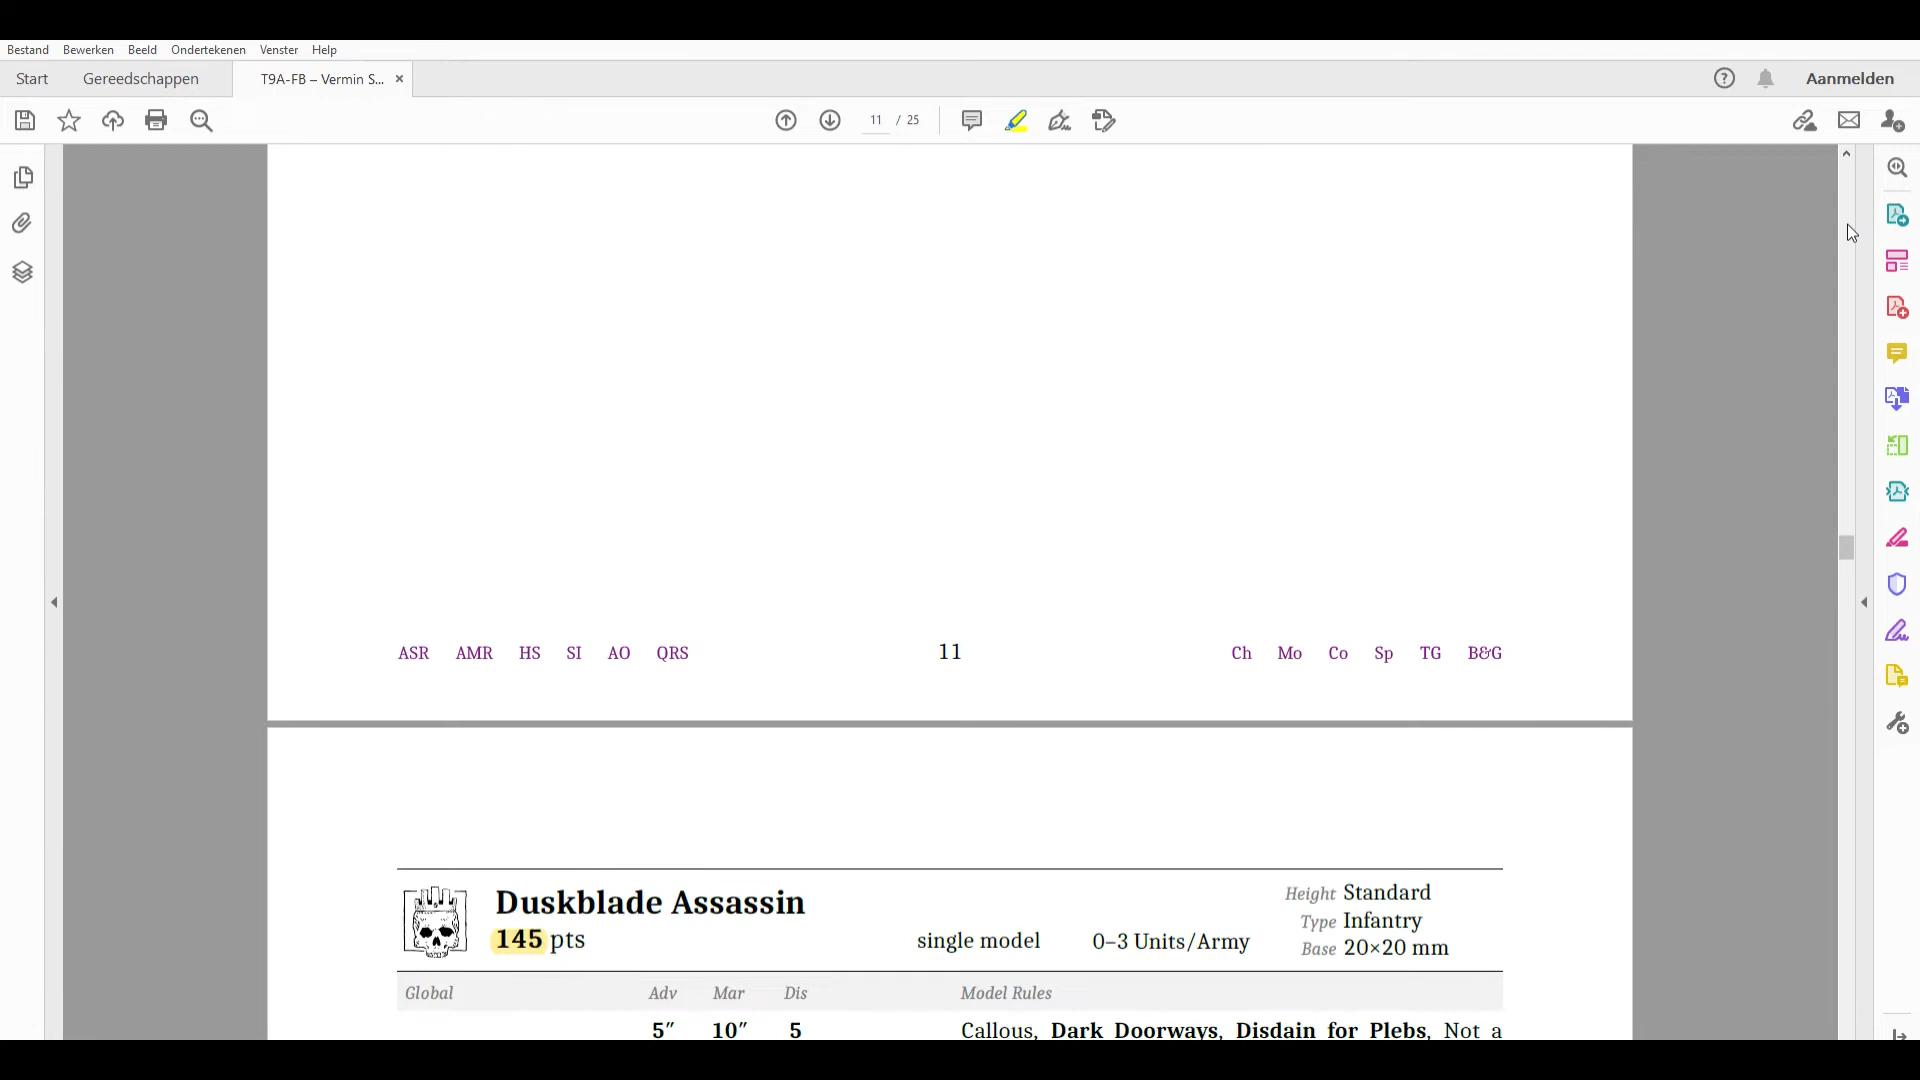 Bestand Bewerken Beeld Ondertekenen Venster Help
Start Gereedschappen T9A-FB – Vermin S... × Aanmelden
11 / 25
ASR AMR HS SI AO QRS 11 Ch Mo Co Sp TG B&G
Duskblade Assassin
145 pts single model 0–3 Units/Army
Height Standard
Type Infantry
Base 20×20 mm
Global Adv Mar Dis Model Rules
5″ 10″ 5 Callous, Dark Doorways, Disdain for Plebs, Not a